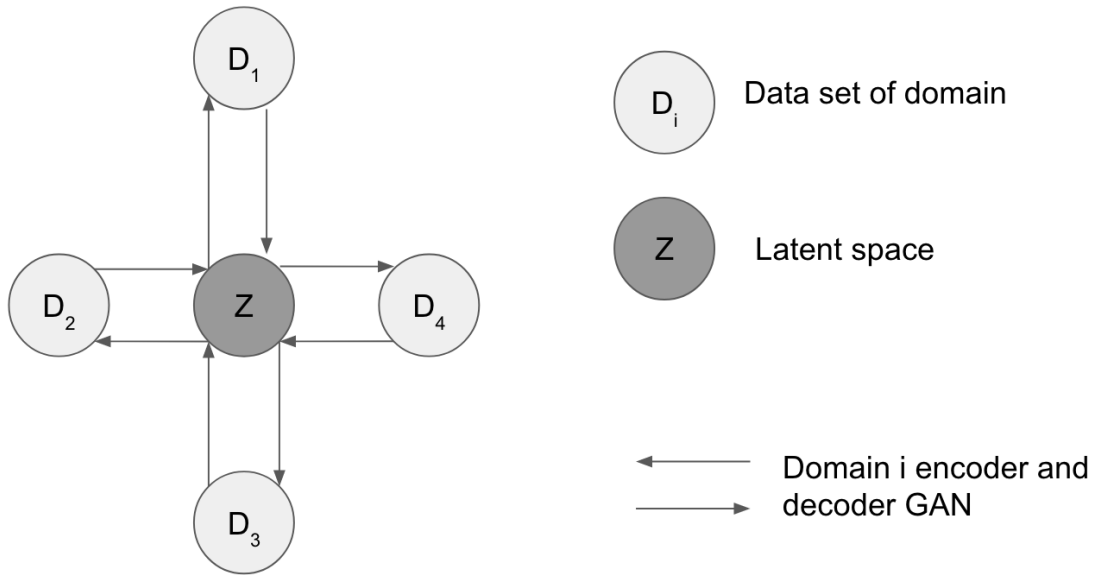 D₁
D₂
Z
D₄
D₃
Dᵢ
Data set of domain
Z
Latent space
Domain i encoder and
decoder GAN